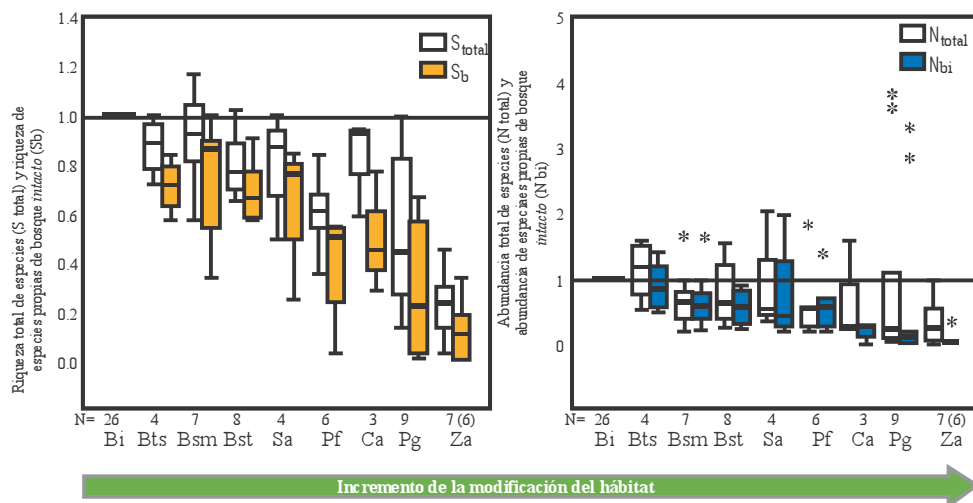 Riqueza total de especies (S total) y riqueza de
especies propias de bosque intacto (Sb)
1.4
1.2
1.0
0.8
0.6
0.4
0.2
0.0
S total
S b
N= 26 4 7 8 4 6 3 9 7 (6)
Bi Bts Bsm Bst Sa Pf Ca Pg Za
Abundancia total de especies (N total) y
abundancia de especies propias de bosque
intacto (N bi)
5
4
3
2
1
0
N total
N bi
* * * * * * * * *
26 4 7 8 4 6 3 9 7 (6)
Bi Bts Bsm Bst Sa Pf Ca Pg Za
Incremento de la modificación del hábitat